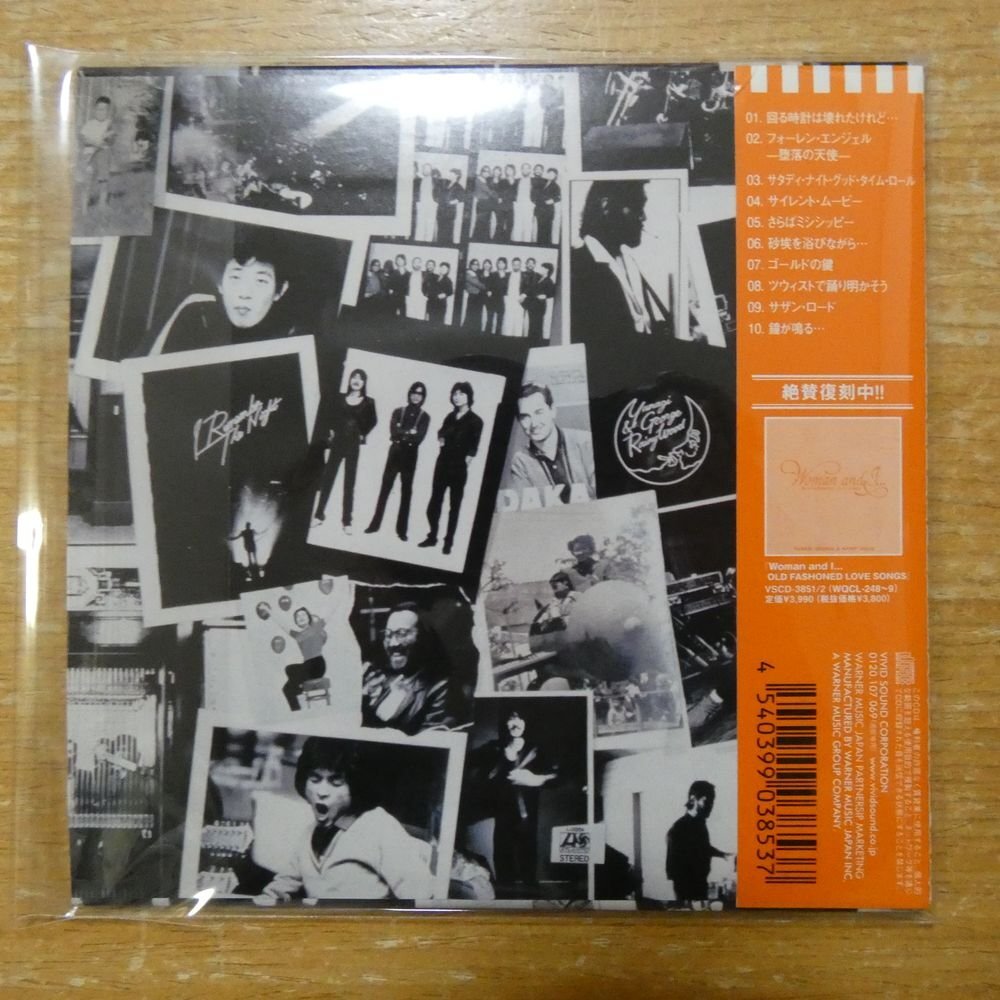 01. 回る時計は壊れたけれど…
02. フォーレン・エンジェル
―堕落の天使―
03. サタディ・ナイト・グッド・タイム・ロール
04. サイレント・ムービー
05. さらばミシシッピー
06. 砂埃を浴びながら…
07. ゴールドの鍵
08. ツウィストで踊り明かそう
09. サザン・ロード
10. 鐘が鳴る…
絶賛復刻中!!
Woman and I...
「Woman and I...
OLD FASHIONED LOVE SONGS」
VSCD-3851/2 (WQCL-248~9)
定価¥3,990 (税抜価格¥3,800)
VIVID SOUND CORPORATION
0120.107.069 www.vividsound.co.jp
WARNER MUSIC JAPAN PARTNERSIP MARKETING
MANUFACTURED BY WARNER MUSIC JAPAN INC.
A WARNER MUSIC GROUP COMPANY
4 540399 038537
Yanagi
& George
Rainy Wood
I Remember
The Night
STEREO